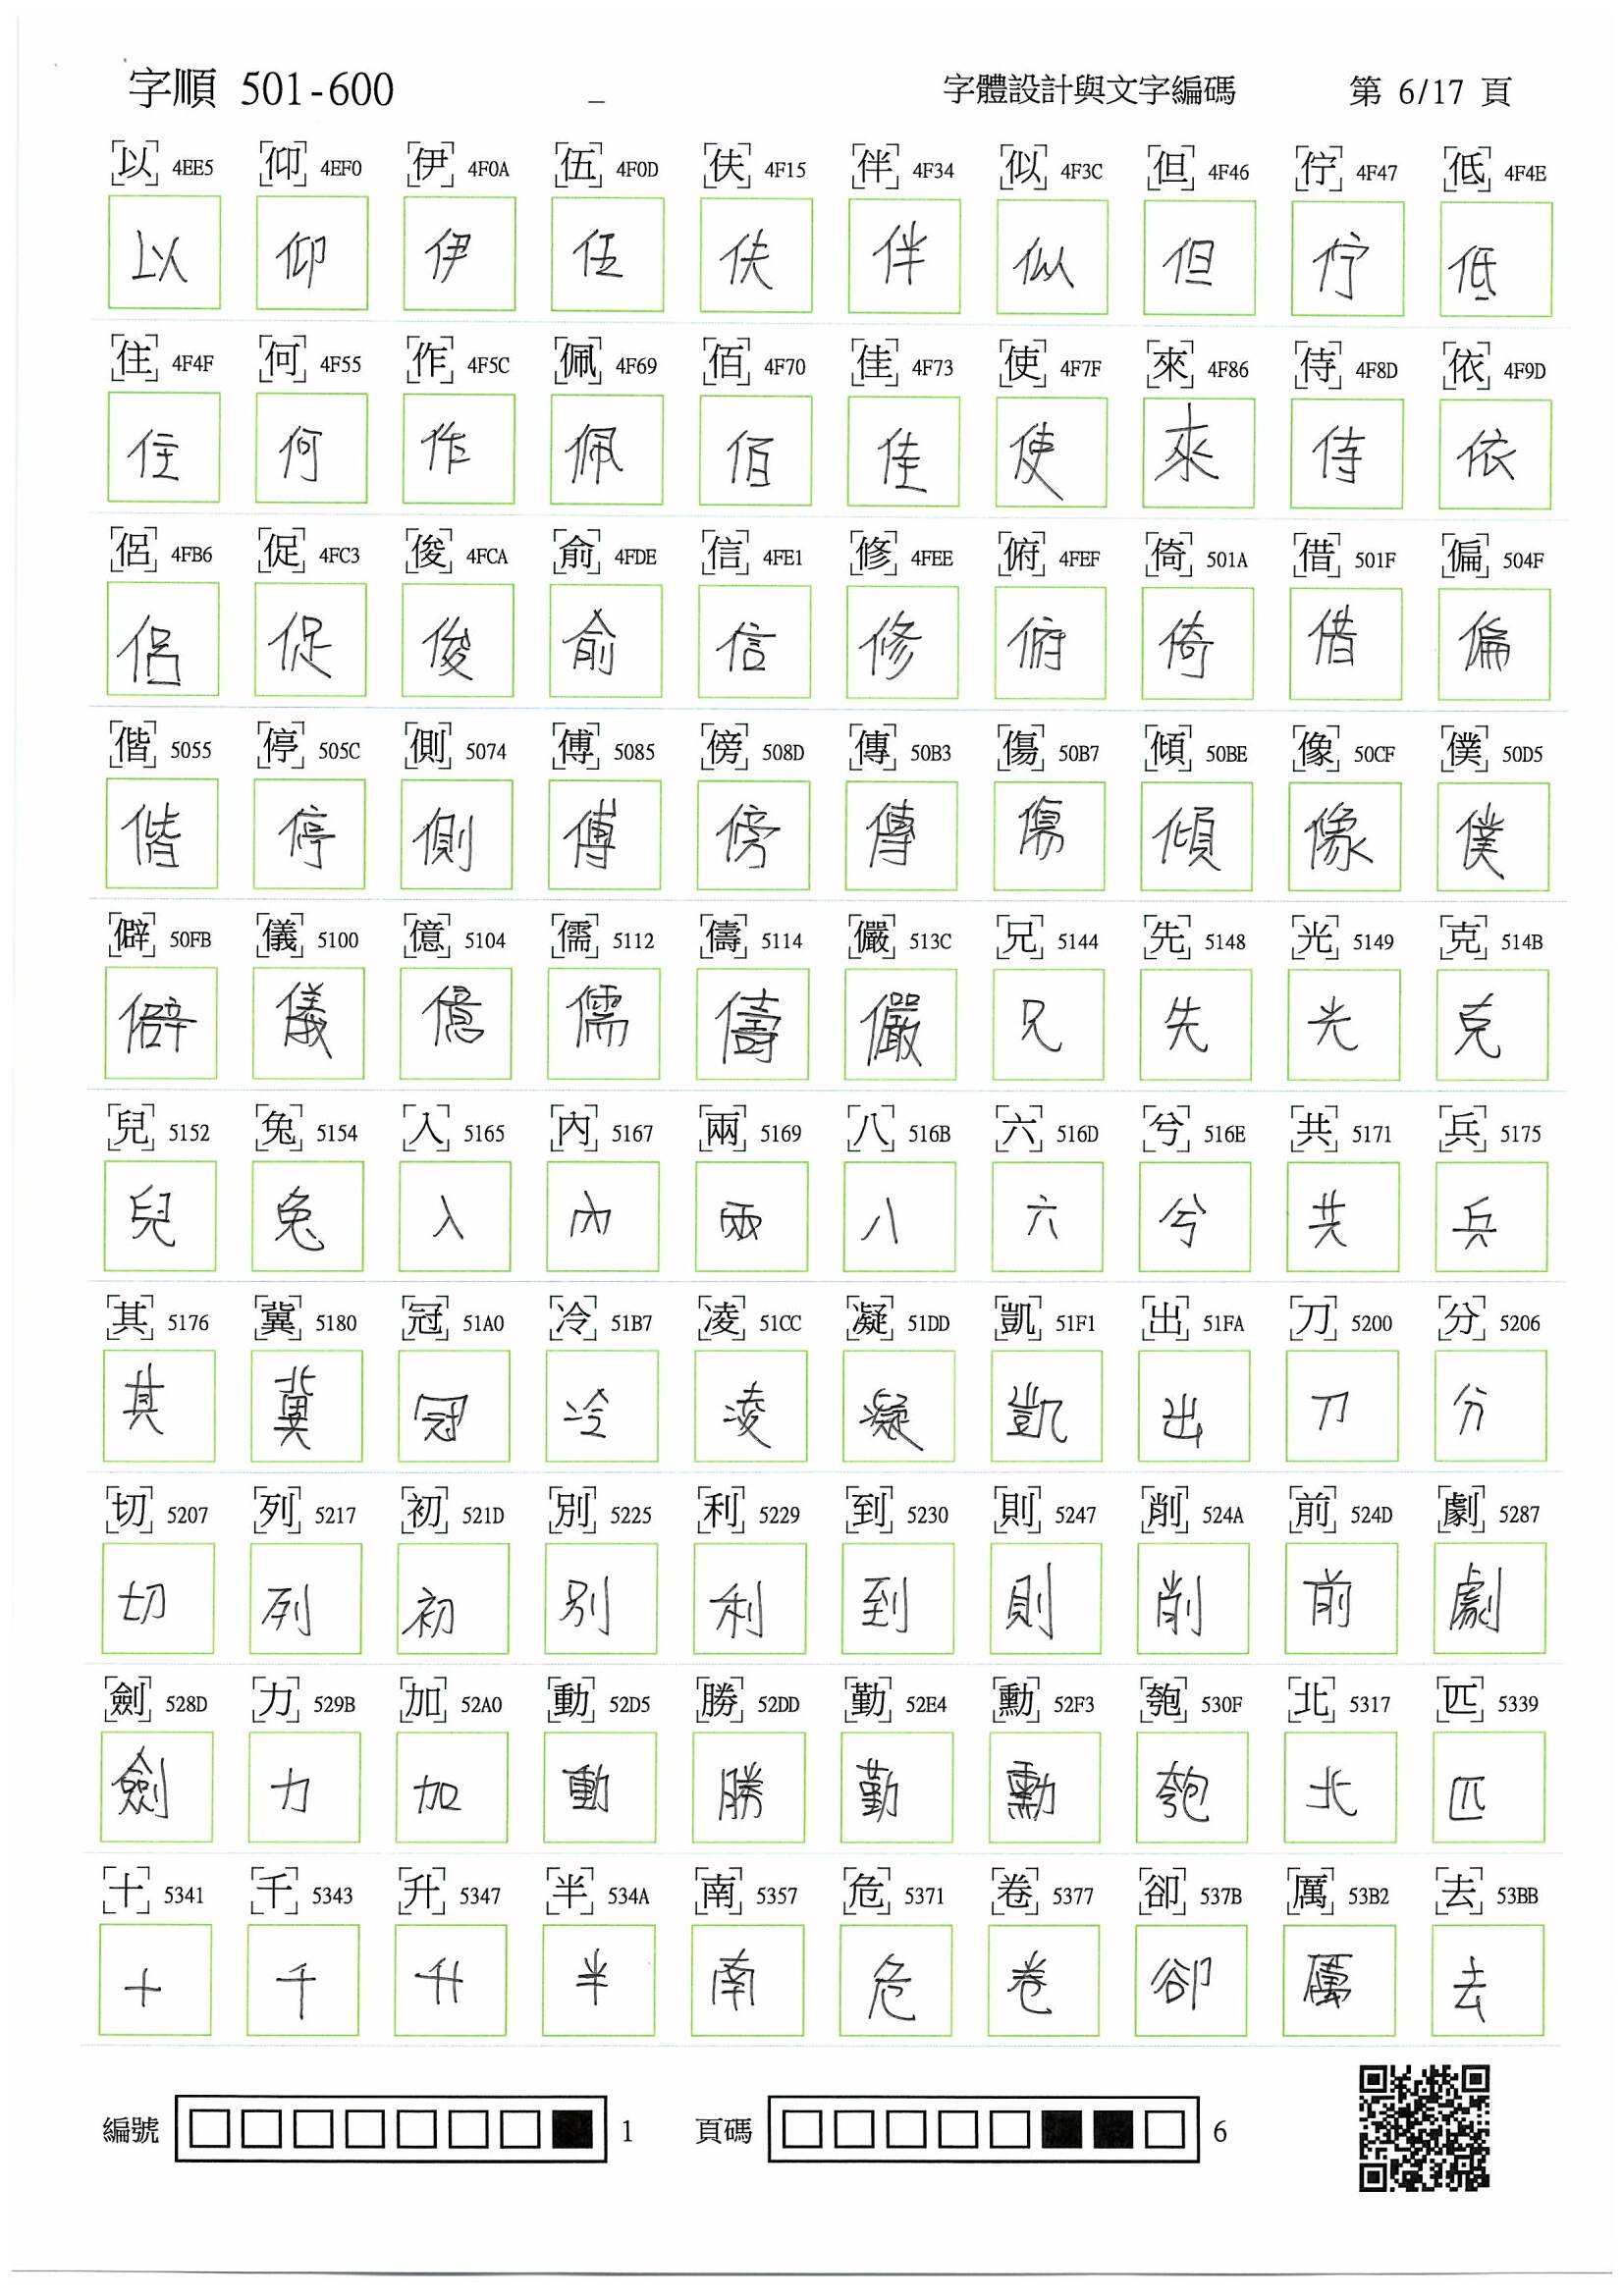 字順 501-600 _ 字體設計與文字編碼 第 6/17 頁
以 4EE5 仰 4EF0 伊 4F0A 伍 4F0D 伕 4F15 伴 4F34 似 4F3C 但 4F46 佇 4F47 低 4F4E
以 仰 伊 伍 伕 伴 似 但 佇 低
住 4F4F 何 4F55 作 4F5C 佩 4F69 佰 4F70 佳 4F73 使 4F7F 來 4F86 侍 4F8D 依 4F9D
住 何 作 佩 佰 佳 使 來 侍 依
侶 4FB6 促 4FC3 俊 4FCA 俞 4FDE 信 4FE1 修 4FEE 俯 4FEF 倚 501A 借 501F 偏 504F
侶 促 俊 俞 信 修 俯 倚 借 偏
偕 5055 停 505C 側 5074 傅 5085 傍 508D 傳 50B3 傷 50B7 傾 50BE 像 50CF 僕 50D5
偕 停 側 傅 傍 傳 傷 傾 像 僕
僻 50FB 儀 5100 億 5104 儒 5112 儔 5114 儼 513C 兄 5144 先 5148 光 5149 克 514B
僻 儀 億 儒 儔 儼 兄 先 光 克
兒 5152 兔 5154 入 5165 內 5167 兩 5169 八 516B 六 516D 兮 516E 共 5171 兵 5175
兒 兔 入 內 兩 八 六 兮 共 兵
其 5176 冀 5180 冠 51A0 冷 51B7 凌 51CC 凝 51DD 凱 51F1 出 51FA 刀 5200 分 5206
其 冀 冠 冷 凌 凝 凱 出 刀 分
切 5207 列 5217 初 521D 別 5225 利 5229 到 5230 則 5247 削 524A 前 524D 劇 5287
切 列 初 別 利 到 則 削 前 劇
劍 528D 力 529B 加 52A0 動 52D5 勝 52DD 勤 52E4 勳 52F3 匏 530F 北 5317 匹 5339
劍 力 加 動 勝 勤 勳 匏 北 匹
十 5341 千 5343 升 5347 半 534A 南 5357 危 5371 卷 5377 卻 537B 厲 53B2 去 53BB
十 千 升 半 南 危 卷 卻 厲 去
編號 1 頁碼 6